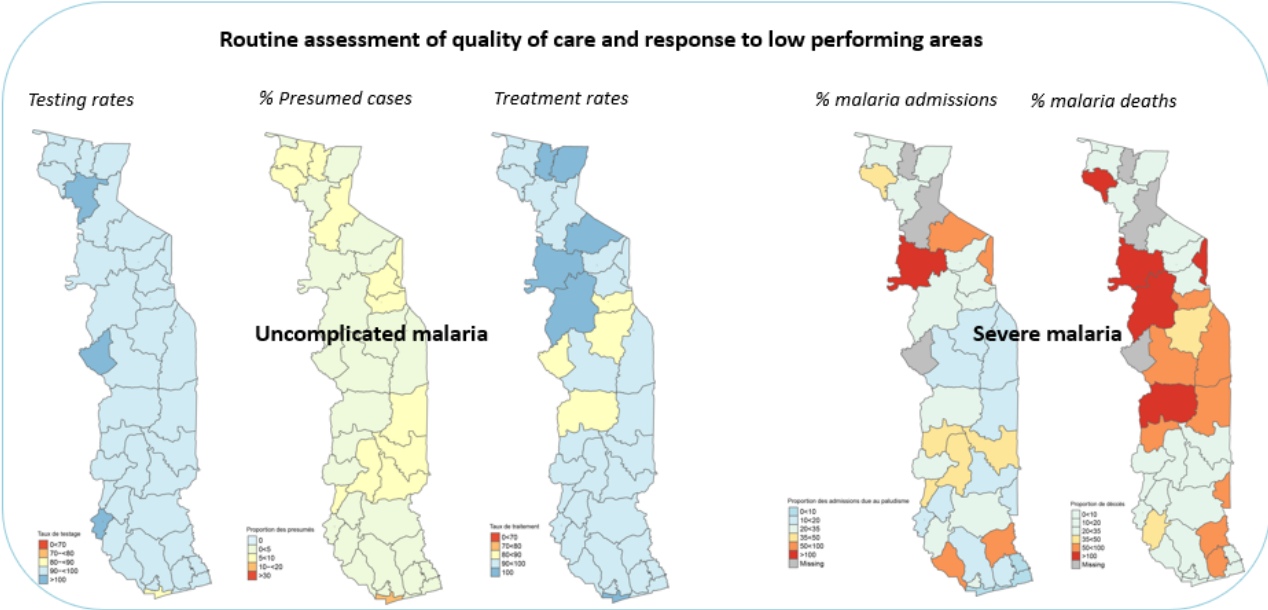 Routine assessment of quality of care and response to low performing areas
Testing rates
% Presumed cases
Treatment rates
% malaria admissions
% malaria deaths
Uncomplicated malaria
Severe malaria
Taux de testage
0<70
70~<80
80~<90
90~<100
>100
Proportion des présumés
0
0<5
5<10
10~<20
>30
Taux de traitement
0<70
70<80
80<90
90<100
100
Proportion des admissions due au paludisme
0<10
10<20
20<35
35<50
50<100
>100
Missing
Proportion de décès
0<10
10<20
20<35
35<50
50<100
>100
Missing